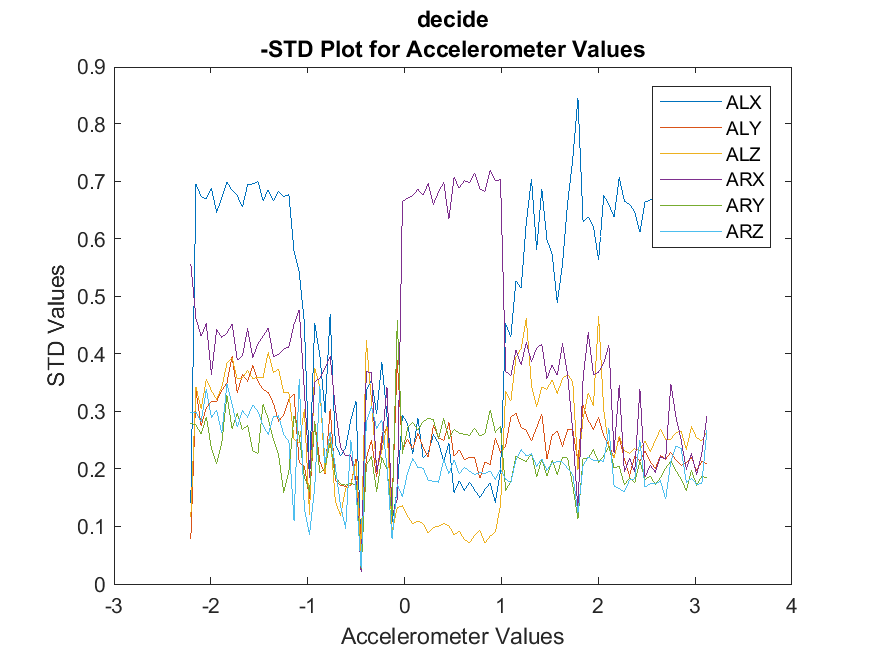 decide
-STD Plot for Accelerometer Values
0.9
0.8
0.7
0.6
0.5
0.4
0.3
0.2
0.1
0
STD Values
ALX
ALY
ALZ
ARX
ARY
ARZ
-3 -2 -1 0 1 2 3 4
Accelerometer Values